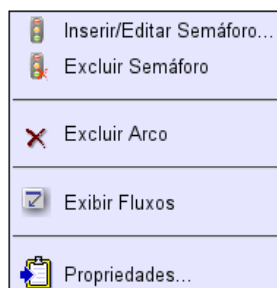 Inserir/Editar Semáforo...
Excluir Semáforo
Excluir Arco
Exibir Fluxos
Propriedades...